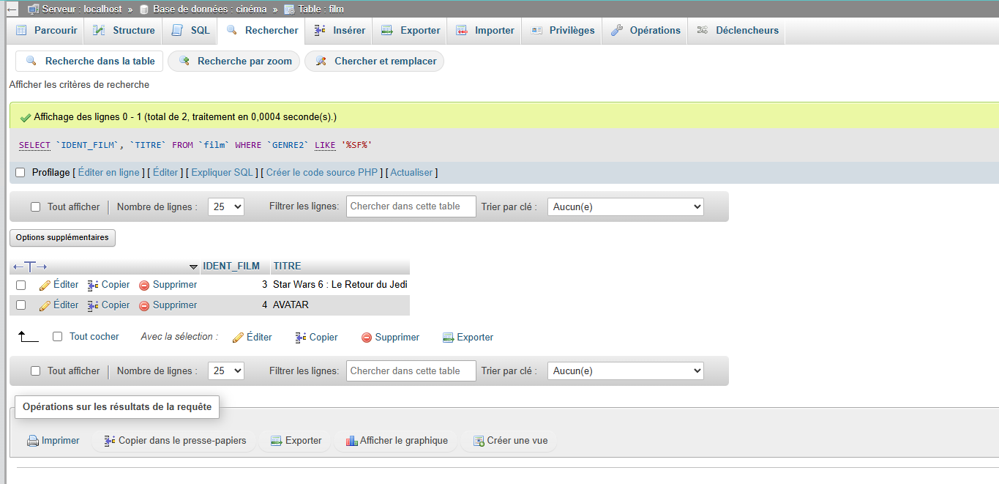 ← Serveur : localhost » Base de données : cinéma » Table : film
Parcourir Structure SQL Rechercher Insérer Exporter Importer Privilèges Opérations Déclencheurs
Recherche dans la table Recherche par zoom Chercher et remplacer
Afficher les critères de recherche
Affichage des lignes 0 - 1 (total de 2, traitement en 0,0004 seconde(s).)
SELECT `IDENT_FILM`, `TITRE` FROM `film` WHERE `GENRE2` LIKE '%SF%'
Profilage [ Éditer en ligne ] [ Éditer ] [ Expliquer SQL ] [ Créer le code source PHP ] [ Actualiser ]
Tout afficher Nombre de lignes : 25 Filtrer les lignes: Chercher dans cette table Trier par clé : Aucun(e)
Options supplémentaires
←T→ IDENT_FILM TITRE
Éditer Copier Supprimer 3 Star Wars 6 : Le Retour du Jedi
Éditer Copier Supprimer 4 AVATAR
Tout cocher Avec la sélection : Éditer Copier Supprimer Exporter
Tout afficher Nombre de lignes : 25 Filtrer les lignes: Chercher dans cette table Trier par clé : Aucun(e)
Opérations sur les résultats de la requête
Imprimer Copier dans le presse-papiers Exporter Afficher le graphique Créer une vue